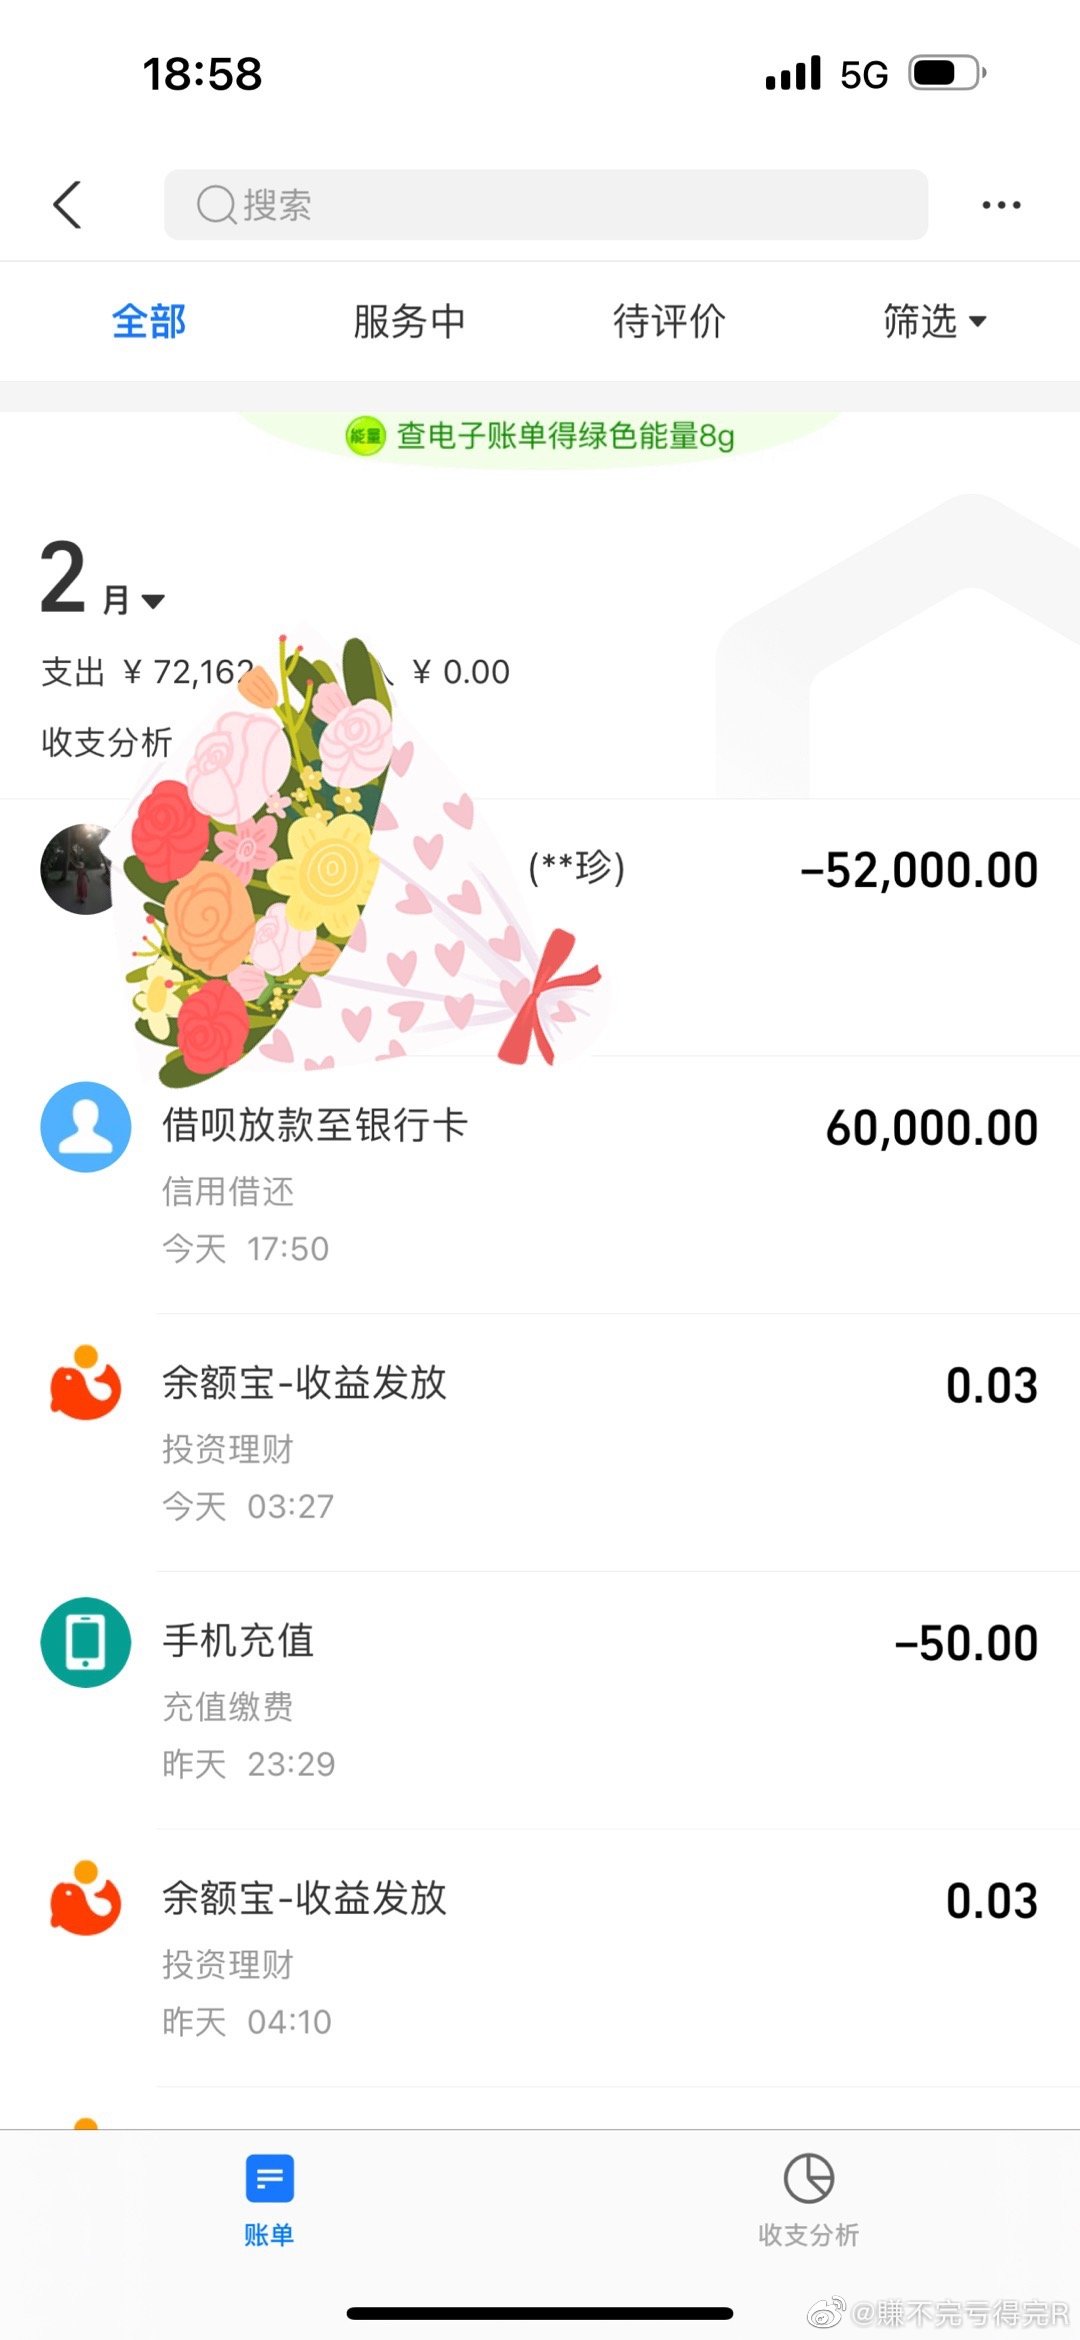 18:58 5G
搜索
全部 服务中 待评价 筛选
能量 查电子账单得绿色能量8g
2月
支出 ¥ 72,162 ¥ 0.00
收支分析
(**珍) -52,000.00
借呗放款至银行卡 60,000.00
信用借还
今天 17:50
余额宝-收益发放 0.03
投资理财
今天 03:27
手机充值 -50.00
充值缴费
昨天 23:29
余额宝-收益发放 0.03
投资理财
昨天 04:10
账单 收支分析
@賺不完亏得完R